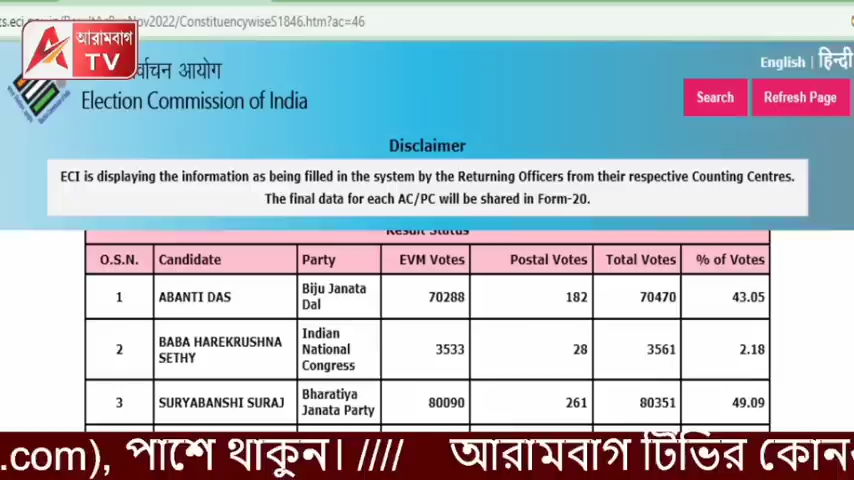 Nov2022/ConstituencywiseS1846.htm?ac=46
আরামবাগ
TV
आयोग
English | हिन्दी
Election Commission of India
Search Refresh Page
Disclaimer
ECI is displaying the information as being filled in the system by the Returning Officers from their respective Counting Centres.
The final data for each AC/PC will be shared in Form-20.
Result Status
O.S.N. Candidate Party EVM Votes Postal Votes Total Votes % of Votes
1 ABANTI DAS Biju Janata Dal 70288 182 70470 43.05
2 BABA HAREKRUSHNA SETHY Indian National Congress 3533 28 3561 2.18
3 SURYABANSHI SURAJ Bharatiya Janata Party 80090 261 80351 49.09
.com), পাশে থাকুন। //// আরামবাগ টিভির